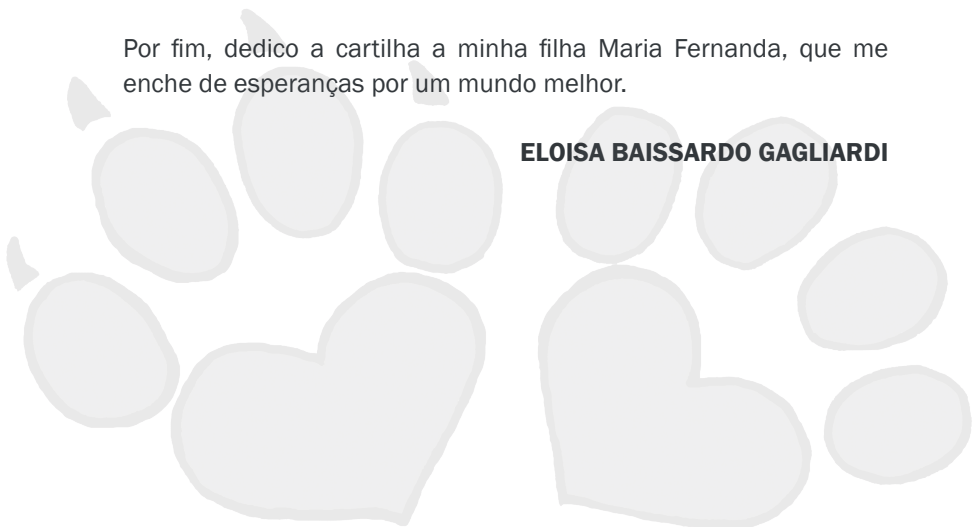 Por fim, dedico a cartilha a minha filha Maria Fernanda, que me
enche de esperanças por um mundo melhor.
ELOISA BAISSARDO GAGLIARDI